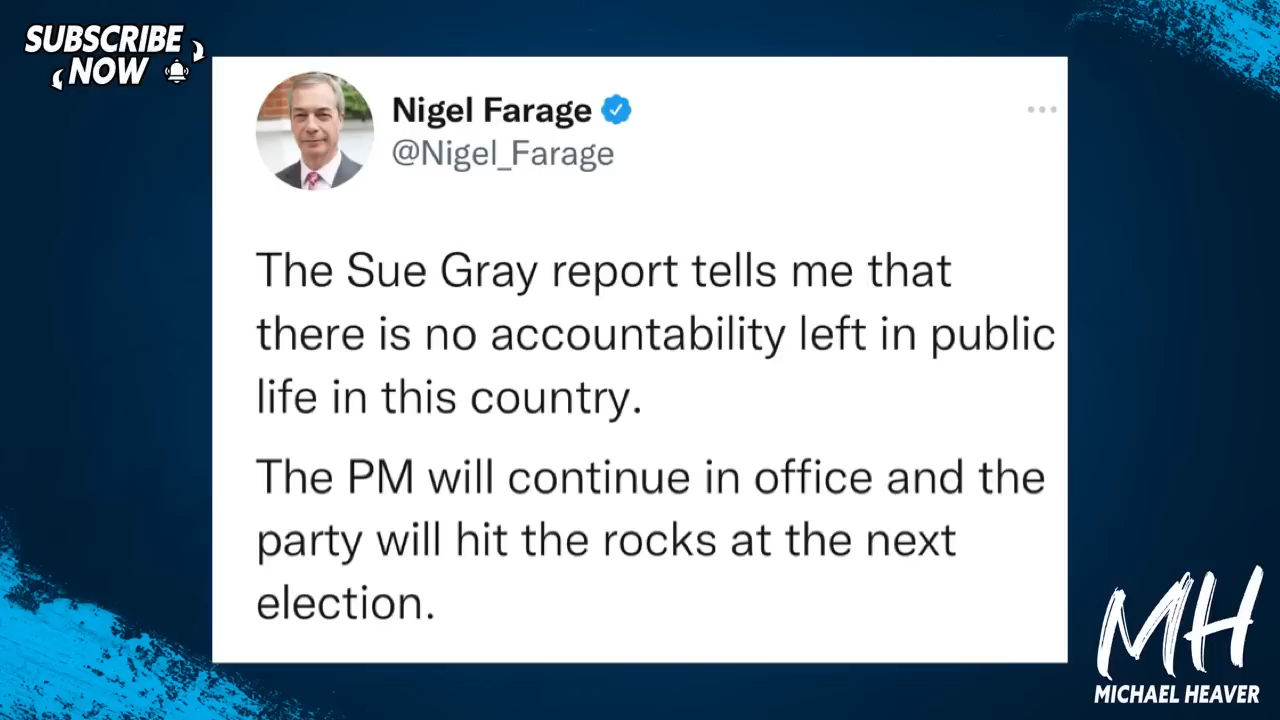 SUBSCRIBE
NOW
Nigel Farage
@Nigel_Farage
The Sue Gray report tells me that
there is no accountability left in public
life in this country.
The PM will continue in office and the
party will hit the rocks at the next
election.
MH
MICHAEL HEAVER